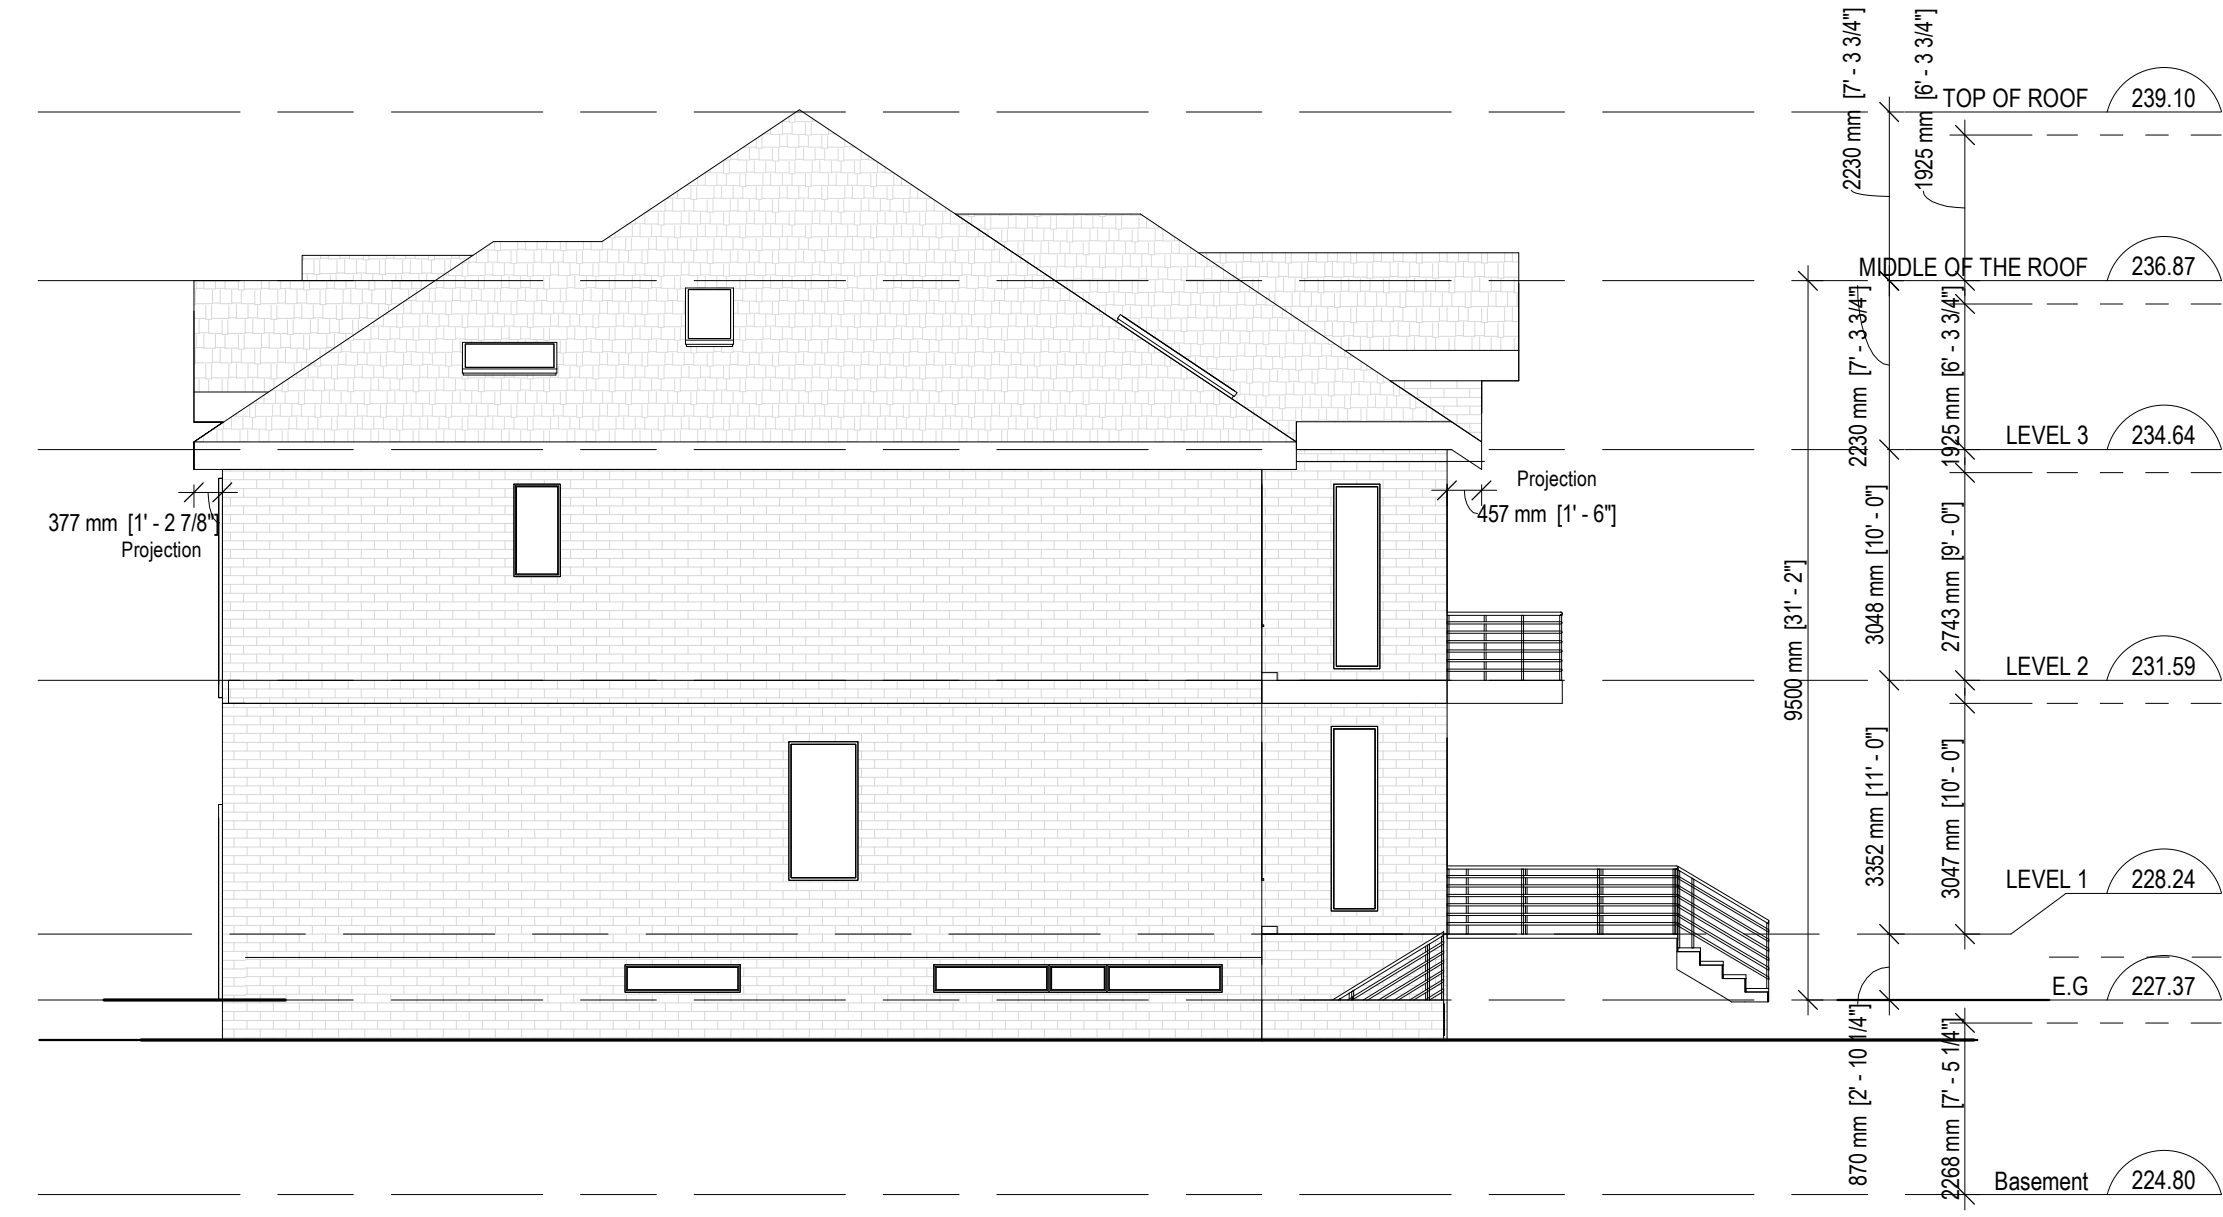 2230 mm [7' - 3 3/4"]
1925 mm [6' - 3 3/4"]
TOP OF ROOF 239.10
MIDDLE OF THE ROOF 236.87
2230 mm [7' - 3 3/4"]
1925 mm [6' - 3 3/4"]
LEVEL 3 234.64
Projection
457 mm [1' - 6"]
377 mm [1' - 2 7/8"]
Projection
9500 mm [31' - 2"]
3048 mm [10' - 0"]
2743 mm [9' - 0"]
LEVEL 2 231.59
3352 mm [11' - 0"]
3047 mm [10' - 0"]
LEVEL 1 228.24
E.G 227.37
870 mm [2' - 10 1/4"]
2268 mm [7' - 5 1/4"]
Basement 224.80